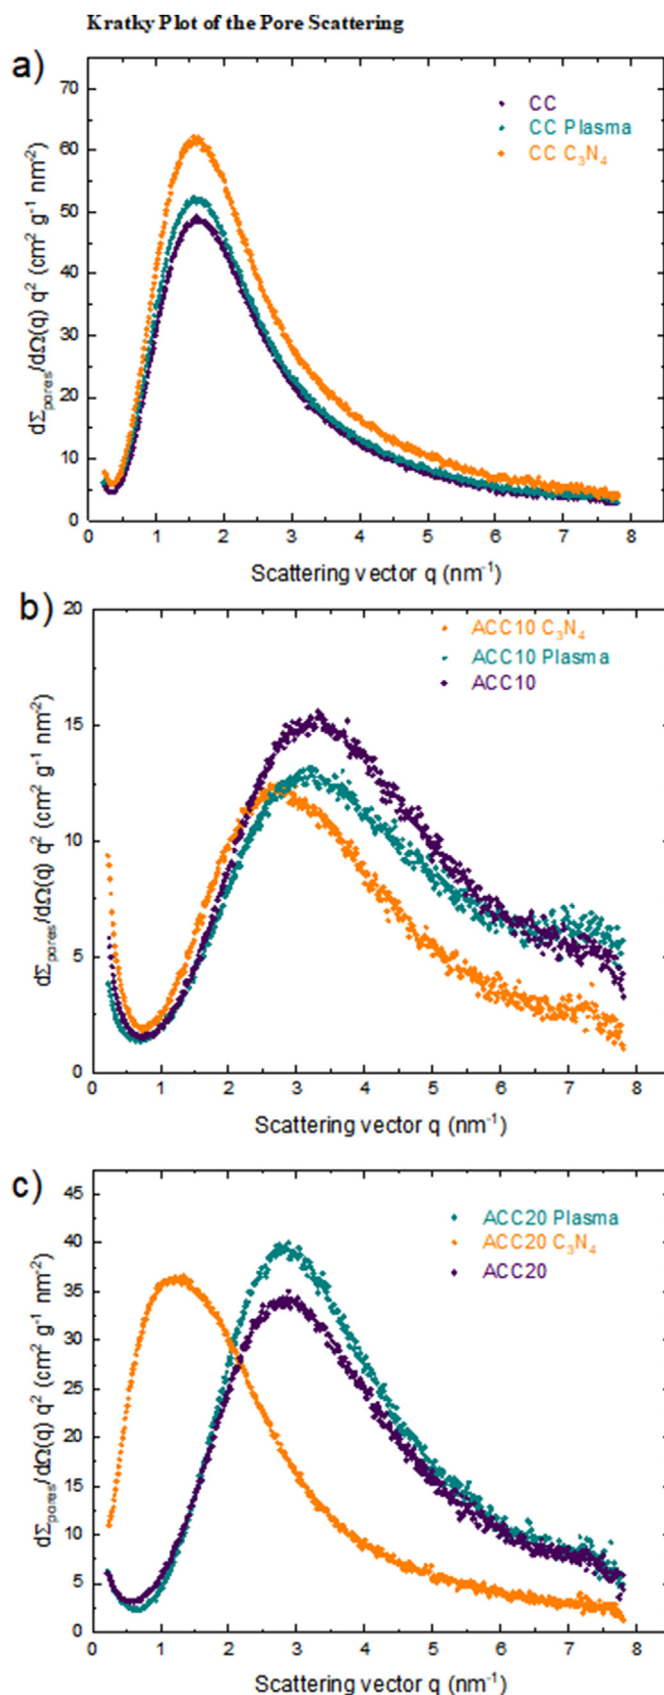 Kratky Plot of the Pore Scattering
a)
70
60
50
40
30
20
10
0
dΣpores/dΩ(q) q² (cm² g⁻¹ nm⁻²)
CC
CC Plasma
CC C₃N₄
0 1 2 3 4 5 6 7 8
Scattering vector q (nm⁻¹)
b)
20
15
10
5
0
dΣpores/dΩ(q) q² (cm² g⁻¹ nm⁻²)
ACC10 C₃N₄
ACC10 Plasma
ACC10
0 1 2 3 4 5 6 7 8
Scattering vector q (nm⁻¹)
c)
45
40
35
30
25
20
15
10
5
0
dΣpores/dΩ(q) q² (cm² g⁻¹ nm⁻²)
ACC20 Plasma
ACC20 C₃N₄
ACC20
0 1 2 3 4 5 6 7 8
Scattering vector q (nm⁻¹)